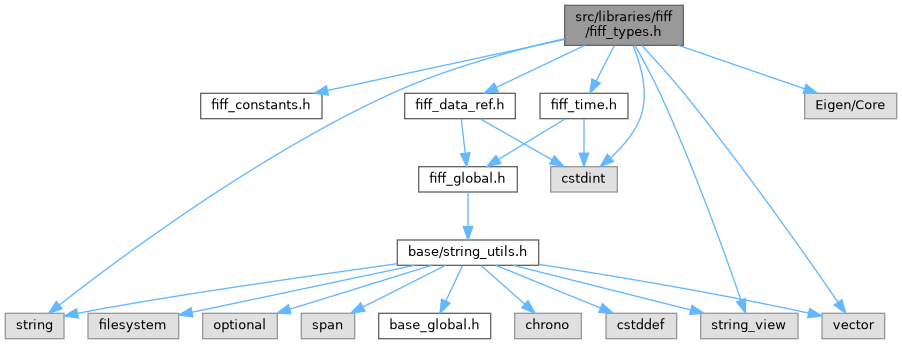 src/libraries/fiff
/fiff_types.h
fiff_constants.h
fiff_data_ref.h
fiff_time.h
Eigen/Core
fiff_global.h
cstdint
base/string_utils.h
string
filesystem
optional
span
base_global.h
chrono
cstddef
string_view
vector